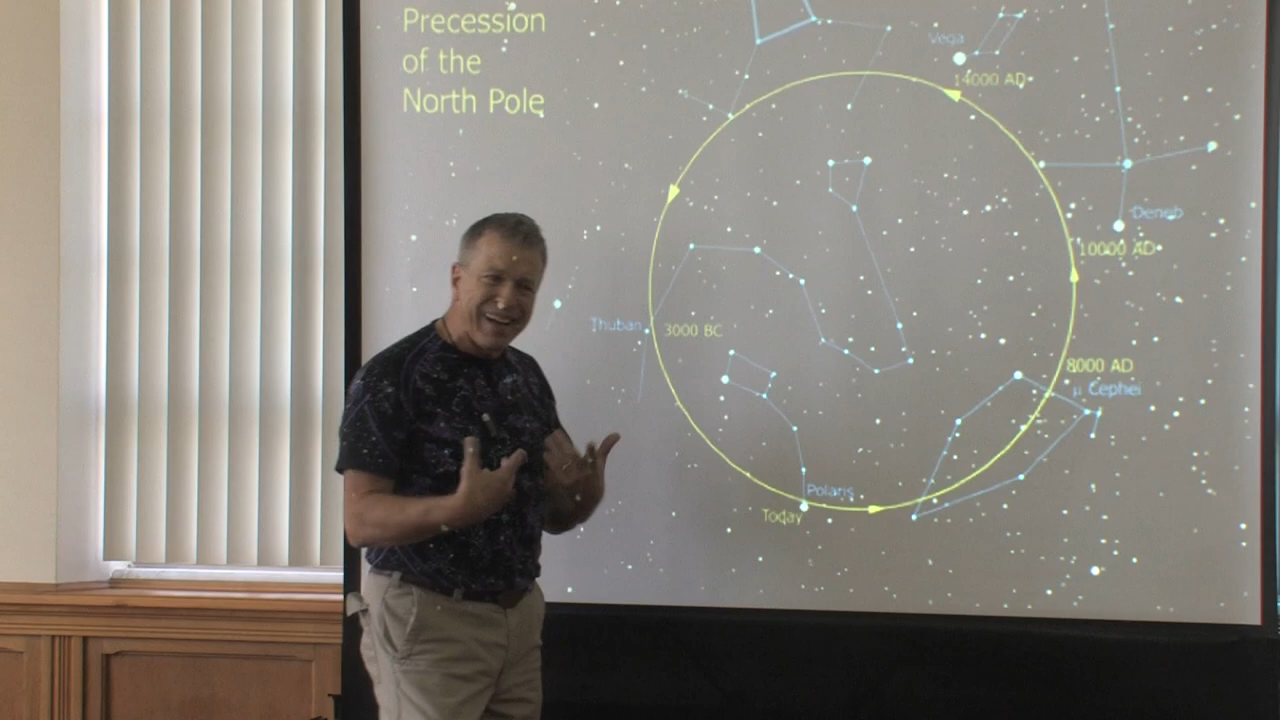 Precession
of the
North Pole
Vega
14000 AD
Deneb
10000 AD
Thuban
3000 BC
8000 AD
μ Cephei
Polaris
Today